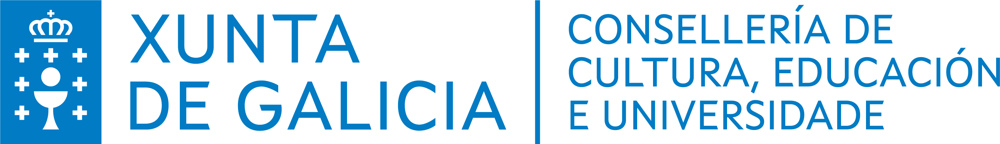 XUNTA
DE GALICIA
CONSELLERÍA DE
CULTURA, EDUCACIÓN
E UNIVERSIDADE